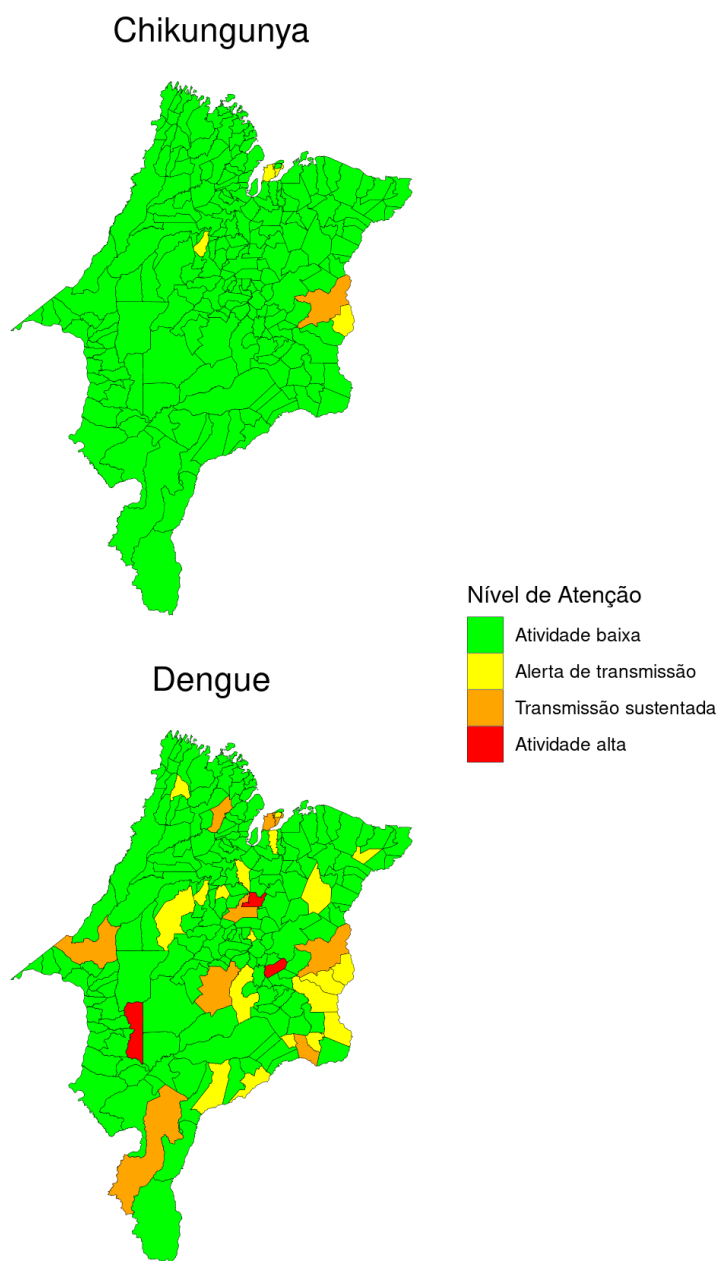 Chikungunya
Nível de Atenção
Atividade baixa
Alerta de transmissão
Transmissão sustentada
Atividade alta
Dengue